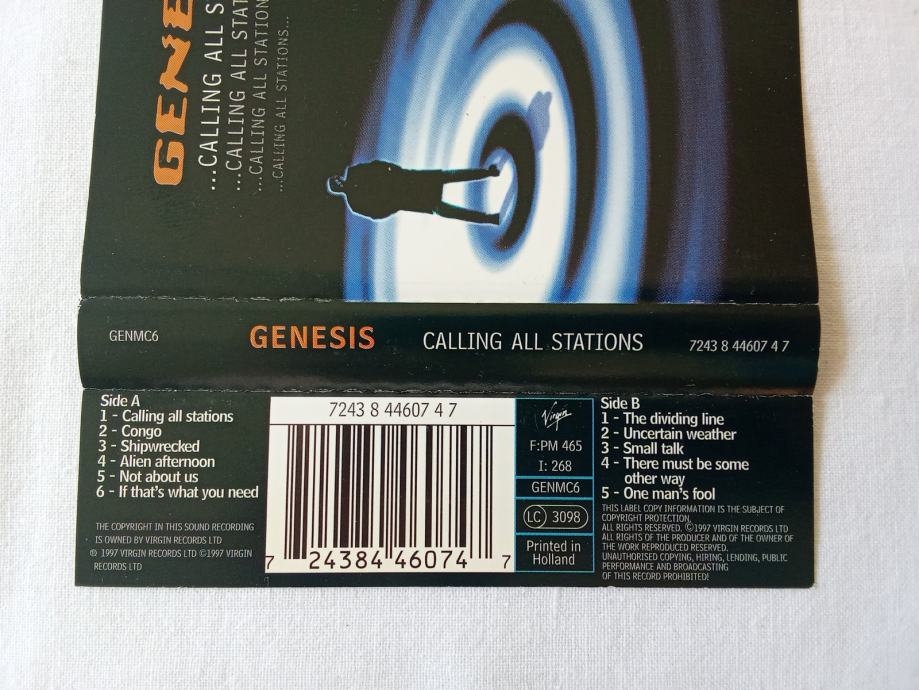 GENE
...CALLING ALL S
...CALLING ALL STAT
...CALLING ALL STATION
...CALLING ALL STATIONS...
GENMC6
GENESIS
CALLING ALL STATIONS
7243 8 44607 4 7
Side A
1 - Calling all stations
2 - Congo
3 - Shipwrecked
4 - Alien afternoon
5 - Not about us
6 - If that's what you need
THE COPYRIGHT IN THIS SOUND RECORDING
IS OWNED BY VIRGIN RECORDS LTD
℗ 1997 VIRGIN RECORDS LTD ©1997 VIRGIN
RECORDS LTD
7243 8 44607 4 7
7 24384 46074 7
Virgin
F:PM 465
I: 268
GENMC6
LC 3098
Printed in
Holland
Side B
1 - The dividing line
2 - Uncertain weather
3 - Small talk
4 - There must be some
other way
5 - One man's fool
THIS LABEL COPY INFORMATION IS THE SUBJECT OF
COPYRIGHT PROTECTION.
ALL RIGHTS RESERVED. ©1997 VIRGIN RECORDS LTD
ALL RIGHTS OF THE PRODUCER AND OF THE OWNER OF
THE WORK REPRODUCED RESERVED.
UNAUTHORISED COPYING, HIRING, LENDING, PUBLIC
PERFORMANCE AND BROADCASTING
OF THIS RECORD PROHIBITED!